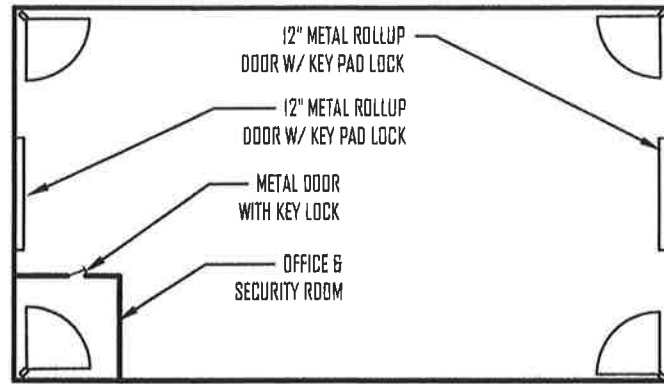 12" METAL ROLLUP
DOOR W/ KEY PAD LOCK
12" METAL ROLLUP
DOOR W/ KEY PAD LOCK
METAL DOOR
WITH KEY LOCK
OFFICE &
SECURITY ROOM